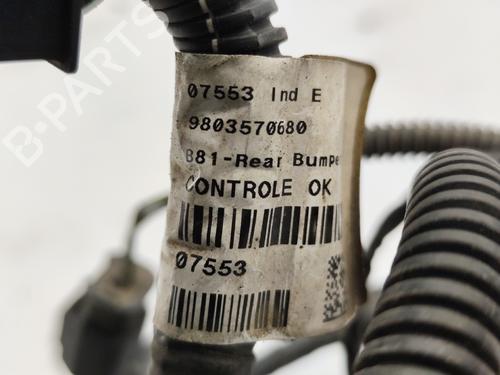 B-PARTS
07553 Ind E
9803570680
B81-Rear Bumpe
CONTROLE OK
07553